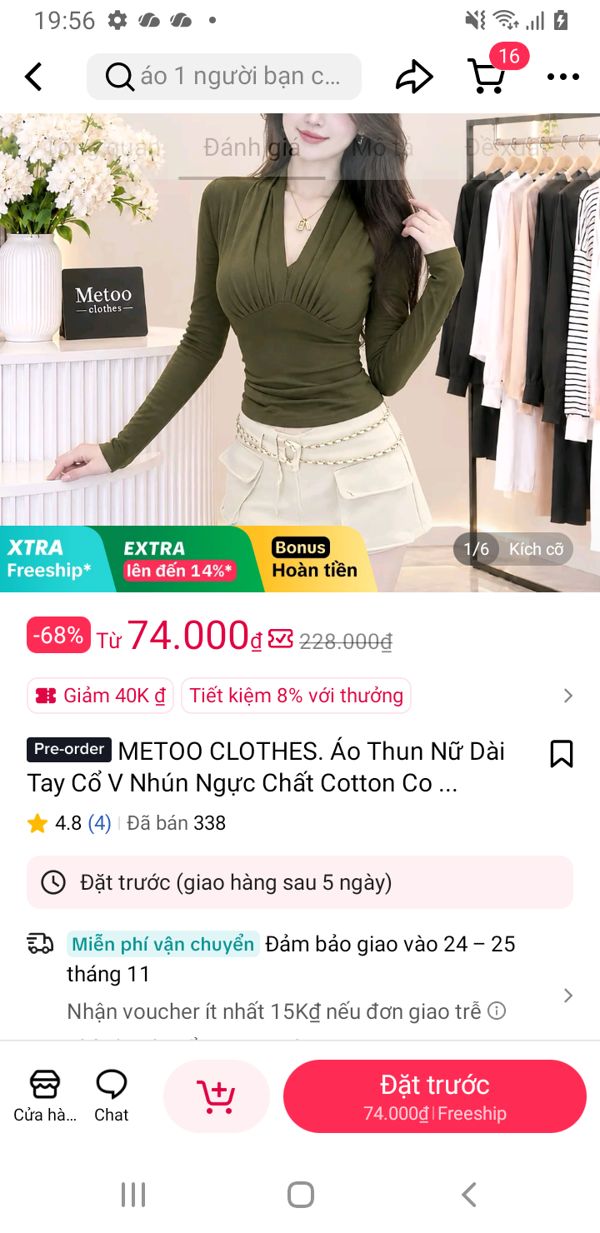 19:56
16
áo 1 người bạn c...
Tổng quan Đánh giá Mô tả Đề xuất
Metoo
clothes
XTRA
Freeship*
EXTRA
lên đến 14%*
Bonus
Hoàn tiền
1/6 Kích cỡ
-68% Từ 74.000₫ 228.000₫
Giảm 40K ₫ Tiết kiệm 8% với thưởng
Pre-order METOO CLOTHES. Áo Thun Nữ Dài
Tay Cổ V Nhún Ngực Chất Cotton Co ...
4.8 (4) Đã bán 338
Đặt trước (giao hàng sau 5 ngày)
Miễn phí vận chuyển Đảm bảo giao vào 24 – 25
tháng 11
Nhận voucher ít nhất 15K₫ nếu đơn giao trễ
Cửa hà... Chat
Đặt trước
74.000₫ | Freeship